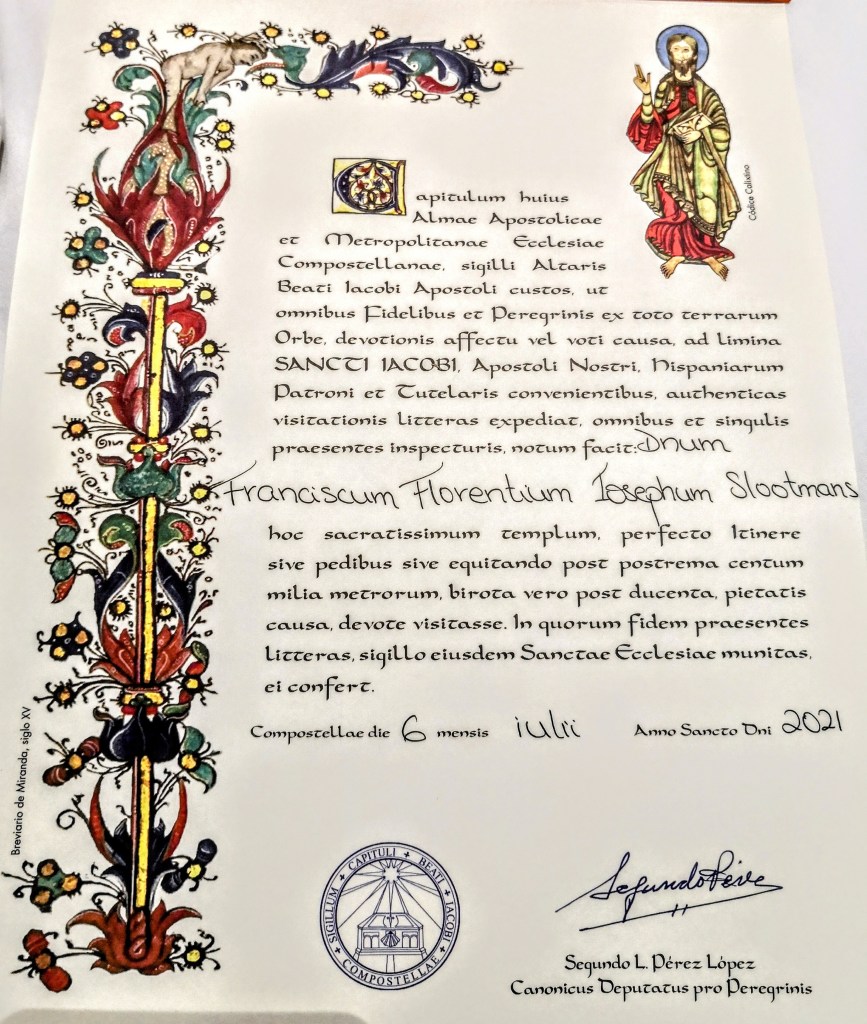 Códice Calixtino
Capitulum huius
Almae Apostolicae
et Metropolitanae Ecclesiae
Compostellanae, sigilli Altaris
Beati Iacobi Apostoli custos, ut
omnibus Fidelibus et Peregrinis ex toto terrarum
Orbe, devotionis affectu vel voti causa, ad limina
SANCTI IACOBI, Apostoli Nostri, Hispaniarum
Patroni et Tutelaris convenientibus, authenticas
visitationis litteras expediat, omnibus et singulis
praesentes inspecturis, notum facit: Dnum
Franciscum Florentium Iosephum Slootmans
hoc sacratissimum templum, perfecto Itinere
sive pedibus sive equitando post postrema centum
milia metrorum, birota vero post ducenta, pietatis
causa, devote visitasse. In quorum fidem praesentes
litteras, sigillo eiusdem Sanctae Ecclesiae munitas,
ei confert.
Compostellae die 6 mensis iulii Anno Sancto Dni 2021
Breviario de Miranda, siglo XV
SIGILLUM + CAPITULI + BEATI + IACOBI + COMPOSTELLAE +
Segundo Pérez
Segundo L. Pérez López
Canonicus Deputatus pro Peregrinis